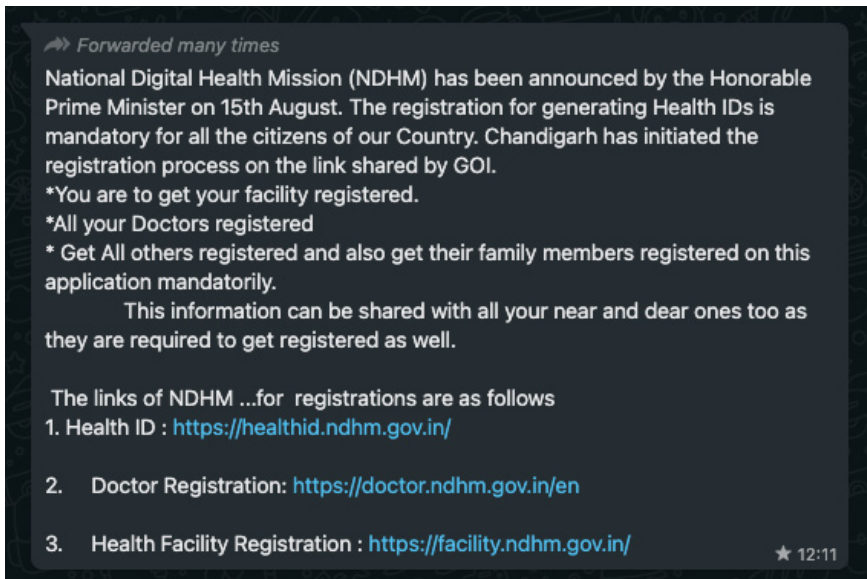 Forwarded many times
National Digital Health Mission (NDHM) has been announced by the Honorable
Prime Minister on 15th August. The registration for generating Health IDs is
mandatory for all the citizens of our Country. Chandigarh has initiated the
registration process on the link shared by GOI.
*You are to get your facility registered.
*All your Doctors registered
* Get All others registered and also get their family members registered on this
application mandatorily.
This information can be shared with all your near and dear ones too as
they are required to get registered as well.
The links of NDHM ...for  registrations are as follows
1. Health ID : https://healthid.ndhm.gov.in/
2. Doctor Registration: https://doctor.ndhm.gov.in/en
3. Health Facility Registration : https://facility.ndhm.gov.in/
12:11